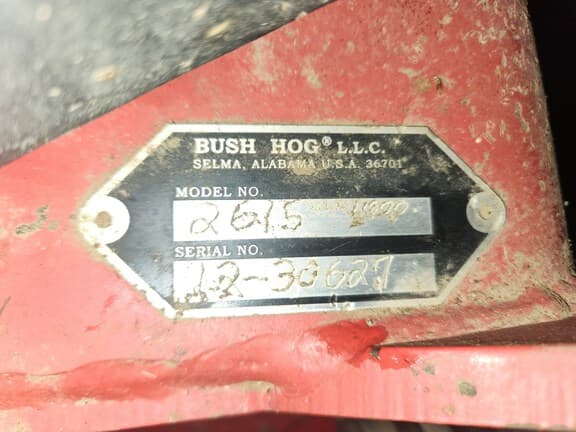 BUSH HOG® L.L.C.
SELMA, ALABAMA U.S.A. 36701
MODEL NO.
2615
SERIAL NO.
12-30627